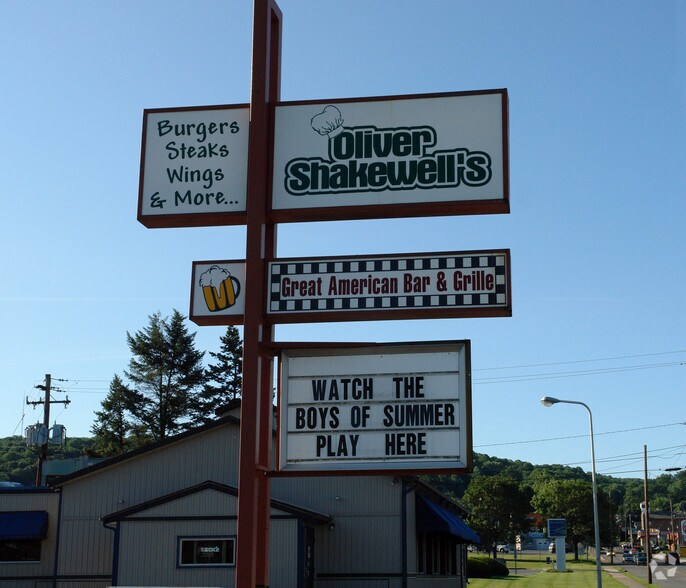 Burgers
Steaks
Wings
& More...
Oliver
Shakewell's
Great American Bar & Grille
WATCH THE
BOYS OF SUMMER
PLAY HERE